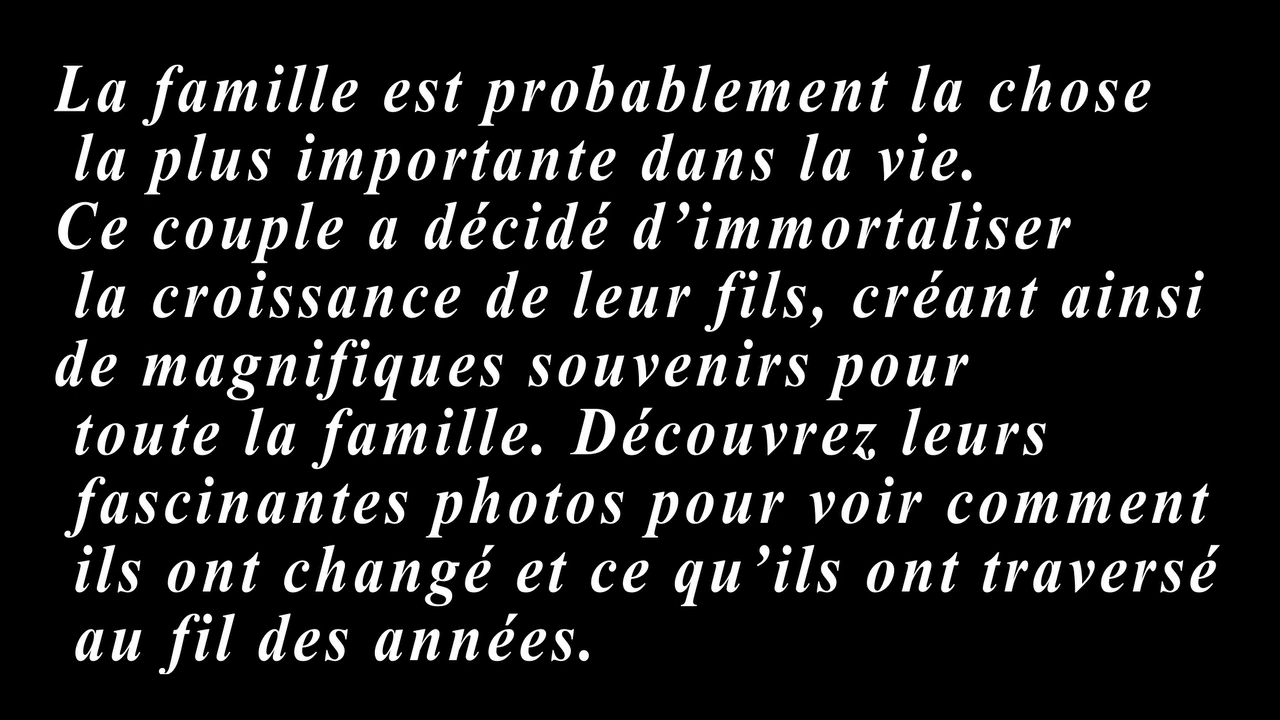 La famille est probablement la chose
la plus importante dans la vie.
Ce couple a décidé d’immortaliser
la croissance de leur fils, créant ainsi
de magnifiques souvenirs pour
toute la famille. Découvrez leurs
fascinantes photos pour voir comment
ils ont changé et ce qu’ils ont traversé
au fil des années.